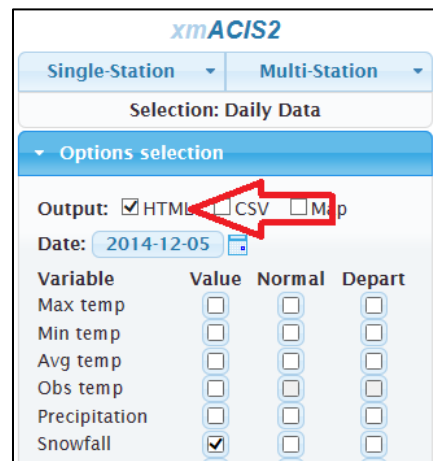 xmACIS2
Single-Station Multi-Station
Selection: Daily Data
Options selection
Output: HTML CSV Map
Date: 2014-12-05
Variable Value Normal Depart
Max temp
Min temp
Avg temp
Obs temp
Precipitation
Snowfall